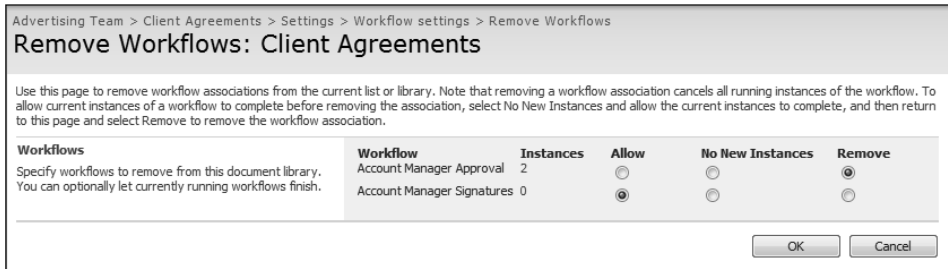 Advertising Team > Client Agreements > Settings > Workflow settings > Remove Workflows
Remove Workflows: Client Agreements
Use this page to remove workflow associations from the current list or library. Note that removing a workflow association cancels all running instances of the workflow. To
allow current instances of a workflow to complete before removing the association, select No New Instances and allow the current instances to complete, and then return
to this page and select Remove to remove the workflow association.
Workflows
Specify workflows to remove from this document library.
You can optionally let currently running workflows finish.
Workflow Instances Allow No New Instances Remove
Account Manager Approval 2
Account Manager Signatures 0
OK Cancel